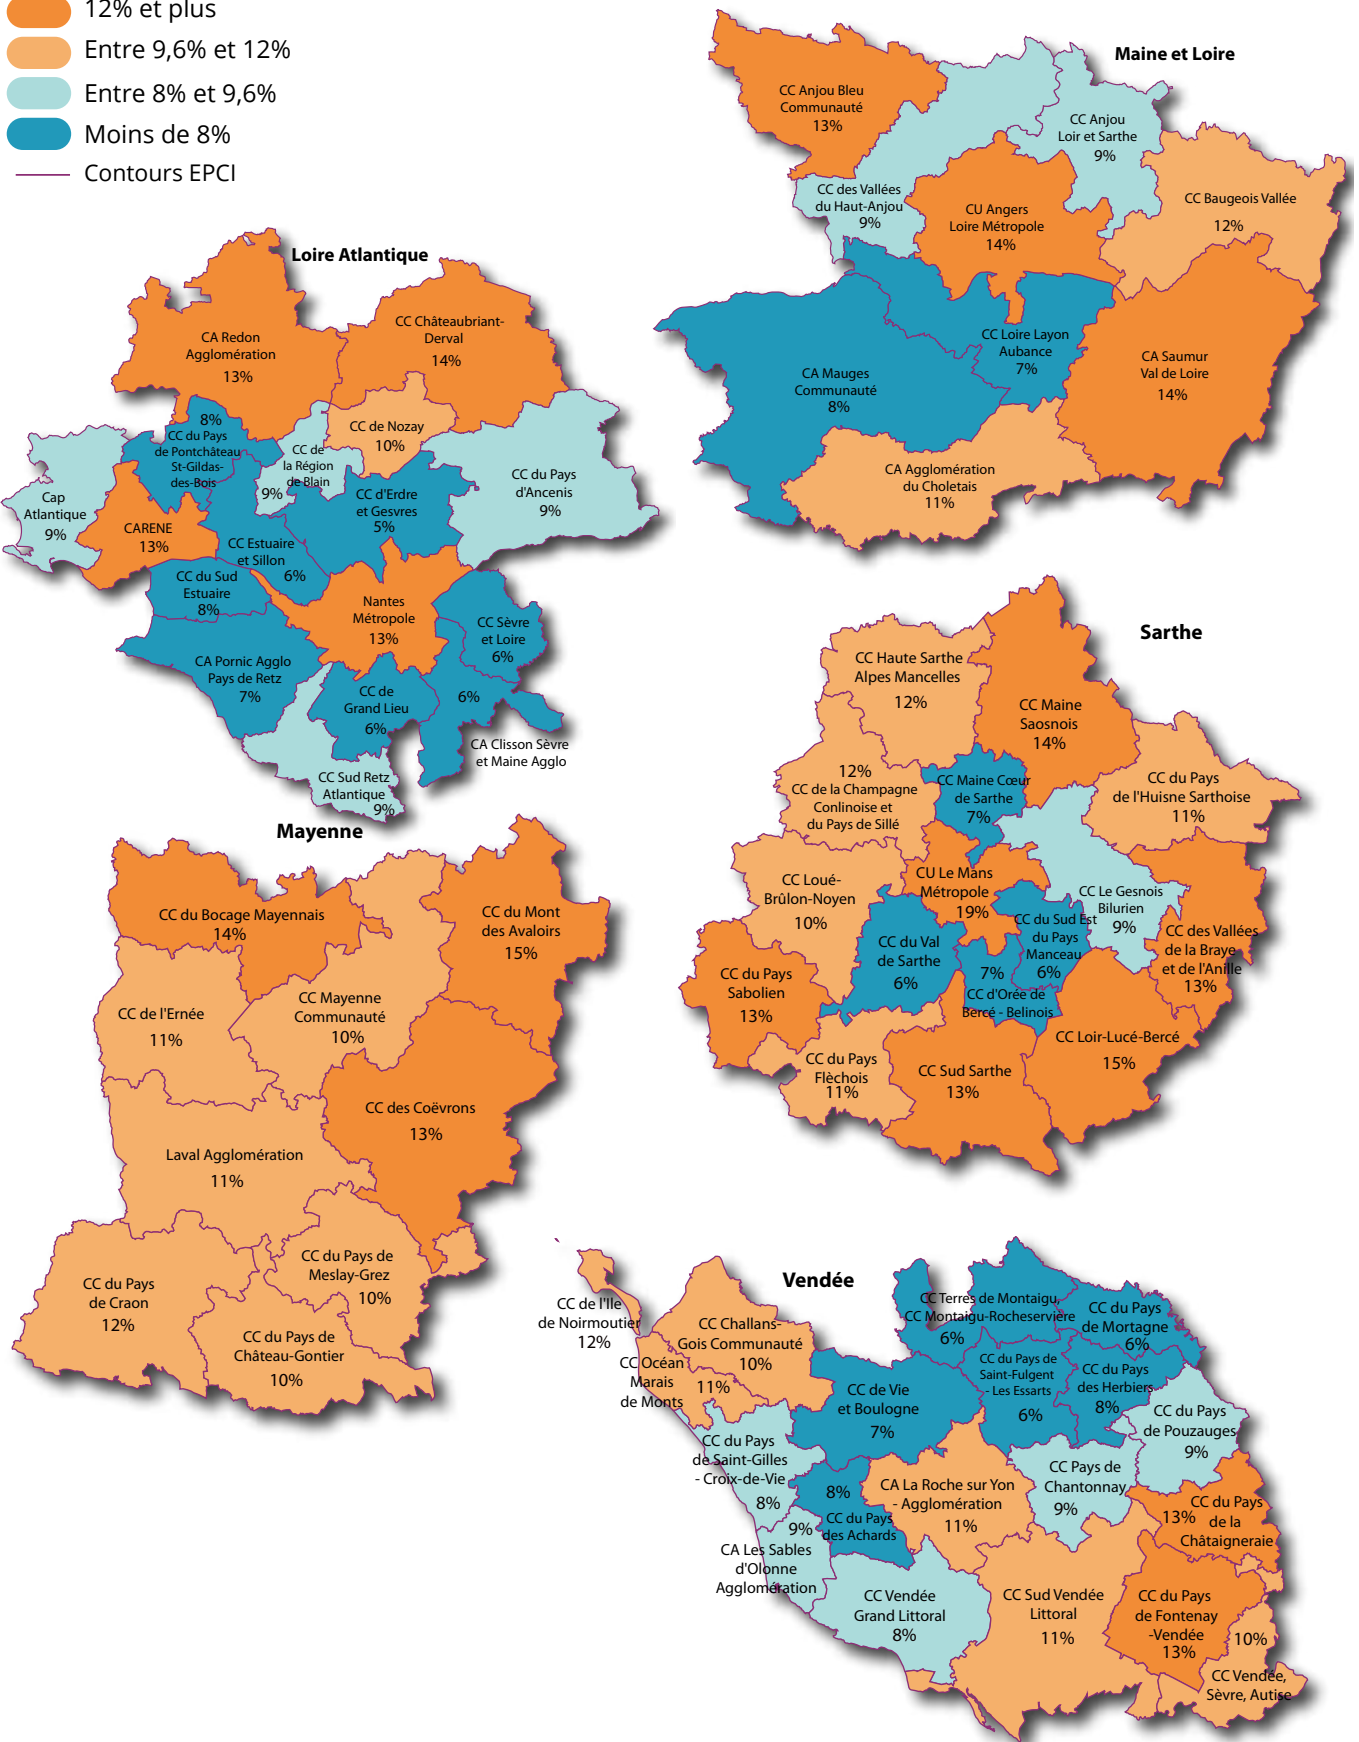 12% et plus
Entre 9,6% et 12%
Entre 8% et 9,6%
Moins de 8%
Contours EPCI
Maine et Loire
CC Anjou Bleu
Communauté
13%
CC Anjou
Loir et Sarthe
9%
CC des Vallées
du Haut-Anjou
9%
CU Angers
Loire Métropole
14%
CC Baugeois Vallée
12%
CC Loire Layon
Aubance
7%
CA Mauges
Communauté
8%
CA Saumur
Val de Loire
14%
CA Agglomération
du Choletais
11%
Loire Atlantique
CA Redon
Agglomération
13%
CC Châteaubriant-
Derval
14%
8%
CC du Pays
de Pontchâteau
St-Gildas-
des-Bois
CC de Nozay
10%
CC de
la Région
de Blain
9%
Cap
Atlantique
9%
CARENE
13%
CC d'Erdre
et Gesvres
5%
CC du Pays
d'Ancenis
9%
CC Estuaire
et Sillon
6%
CC du Sud
Estuaire
8%
Nantes
Métropole
13%
CC Sèvre
et Loire
6%
CA Pornic Agglo
Pays de Retz
7%
CC de
Grand Lieu
6%
6%
CA Clisson Sèvre
et Maine Agglo
CC Sud Retz
Atlantique
9%
Sarthe
CC Haute Sarthe
Alpes Mancelles
12%
CC Maine
Saosnois
14%
12%
CC de la Champagne
Conlinoise et
du Pays de Sillé
CC Maine Cœur
de Sarthe
7%
CC du Pays
de l'Huisne Sarthoise
11%
CC Loué-
Brûlon-Noyen
10%
CU Le Mans
Métropole
19%
CC Le Gesnois
Bilurien
9%
CC du Sud Est
du Pays
Manceau
6%
CC des Vallées
de la Braye
et de l'Anille
13%
CC du Val
de Sarthe
6%
7%
CC d'Orée de
Bercé - Belinois
CC du Pays
Sabolien
13%
CC Loir-Lucé-Bercé
15%
CC du Pays
Flèchois
11%
CC Sud Sarthe
13%
Mayenne
CC du Bocage Mayennais
14%
CC du Mont
des Avaloirs
15%
CC de l'Ernée
11%
CC Mayenne
Communauté
10%
CC des Coëvrons
13%
Laval Agglomération
11%
CC du Pays
de Craon
12%
CC du Pays de
Meslay-Grez
10%
CC du Pays de
Château-Gontier
10%
Vendée
CC de l'Ile
de Noirmoutier
12%
CC Challans-
Gois Communauté
10%
CC Océan
Marais
de Monts
11%
CC Terres de Montaigu,
CC Montaigu-Rocheservière
6%
CC du Pays
de Mortagne
6%
CC du Pays de
Saint-Fulgent
- Les Essarts
6%
CC du Pays
des Herbiers
8%
CC de Vie
et Boulogne
7%
CC du Pays
de Pouzauges
9%
CC du Pays
de Saint-Gilles
- Croix-de-Vie
8%
8%
CC du Pays
des Achards
CA La Roche sur Yon
- Agglomération
11%
CC Pays de
Chantonnay
9%
CC du Pays
de la
Châtaigneraie
13%
9%
CA Les Sables
d'Olonne
Agglomération
CC Vendée
Grand Littoral
8%
CC Sud Vendée
Littoral
11%
CC du Pays
de Fontenay
-Vendée
13%
10%
CC Vendée,
Sèvre, Autise